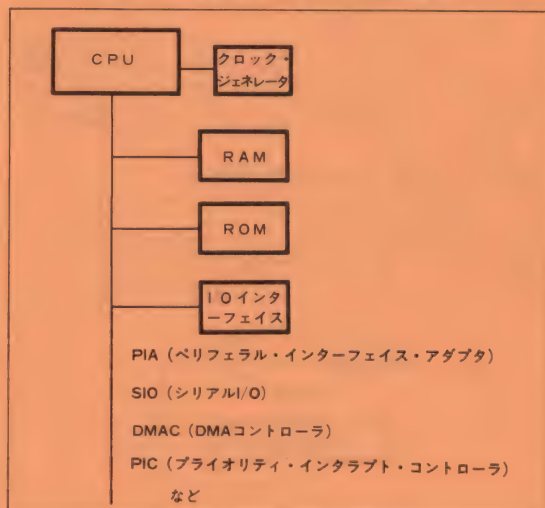 CPU
クロック・
ジェネレータ
RAM
ROM
IOインタ
ーフェイス
PIA (ペリフェラル・インターフェイス・アダプタ)
SIO (シリアルI/O)
DMAC (DMAコントローラ)
PIC (プライオリティ・インタラプト・コントローラ)
など